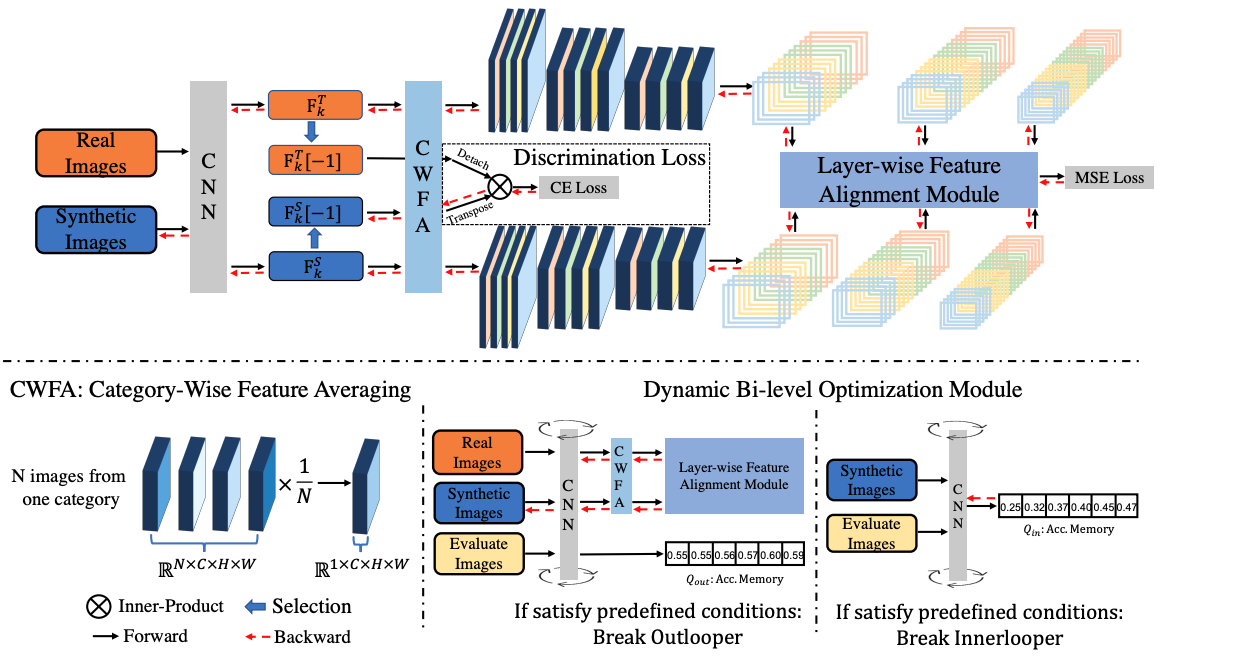 Real
Images
Synthetic
Images
C
N
N
F_k^T
F_k^T[−1]
F_k^S[−1]
F_k^S
C
W
F
A
Detach
Transpose
Discrimination Loss
CE Loss
Layer-wise Feature
Alignment Module
MSE Loss
CWFA: Category-Wise Feature Averaging
N images from
one category
× 1/N
ℝ^{N×C×H×W}
ℝ^{1×C×H×W}
Inner-Product
Selection
Forward
Backward
Dynamic Bi-level Optimization Module
Real
Images
Synthetic
Images
Evaluate
Images
C
N
N
C
W
F
A
Layer-wise Feature
Alignment Module
0.55 0.55 0.56 0.57 0.60 0.59
Q_out: Acc. Memory
If satisfy predefined conditions:
Break Outlooper
Synthetic
Images
Evaluate
Images
C
N
N
0.25 0.32 0.37 0.40 0.45 0.47
Q_in: Acc. Memory
If satisfy predefined conditions:
Break Innerlooper